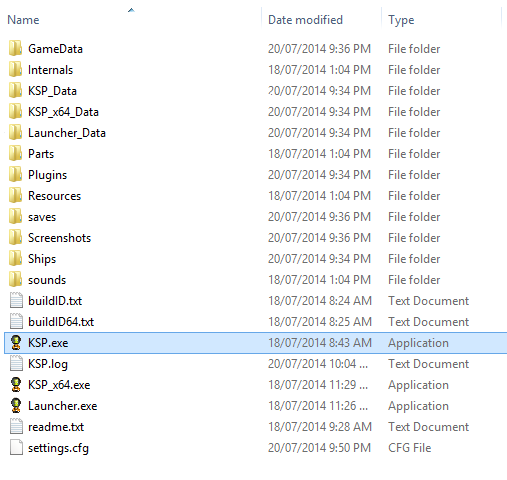 Name Date modified Type
GameData 20/07/2014 9:36 PM File folder
Internals 18/07/2014 1:04 PM File folder
KSP_Data 20/07/2014 9:34 PM File folder
KSP_x64_Data 20/07/2014 9:34 PM File folder
Launcher_Data 20/07/2014 9:34 PM File folder
Parts 18/07/2014 1:04 PM File folder
Plugins 20/07/2014 9:34 PM File folder
Resources 18/07/2014 1:04 PM File folder
saves 20/07/2014 9:36 PM File folder
Screenshots 20/07/2014 9:36 PM File folder
Ships 20/07/2014 9:34 PM File folder
sounds 18/07/2014 1:04 PM File folder
buildID.txt 18/07/2014 8:24 AM Text Document
buildID64.txt 18/07/2014 8:25 AM Text Document
KSP.exe 18/07/2014 8:43 AM Application
KSP.log 20/07/2014 10:04 ... Text Document
KSP_x64.exe 18/07/2014 11:29 ... Application
Launcher.exe 18/07/2014 11:26 ... Application
readme.txt 18/07/2014 9:28 AM Text Document
settings.cfg 20/07/2014 9:50 PM CFG File